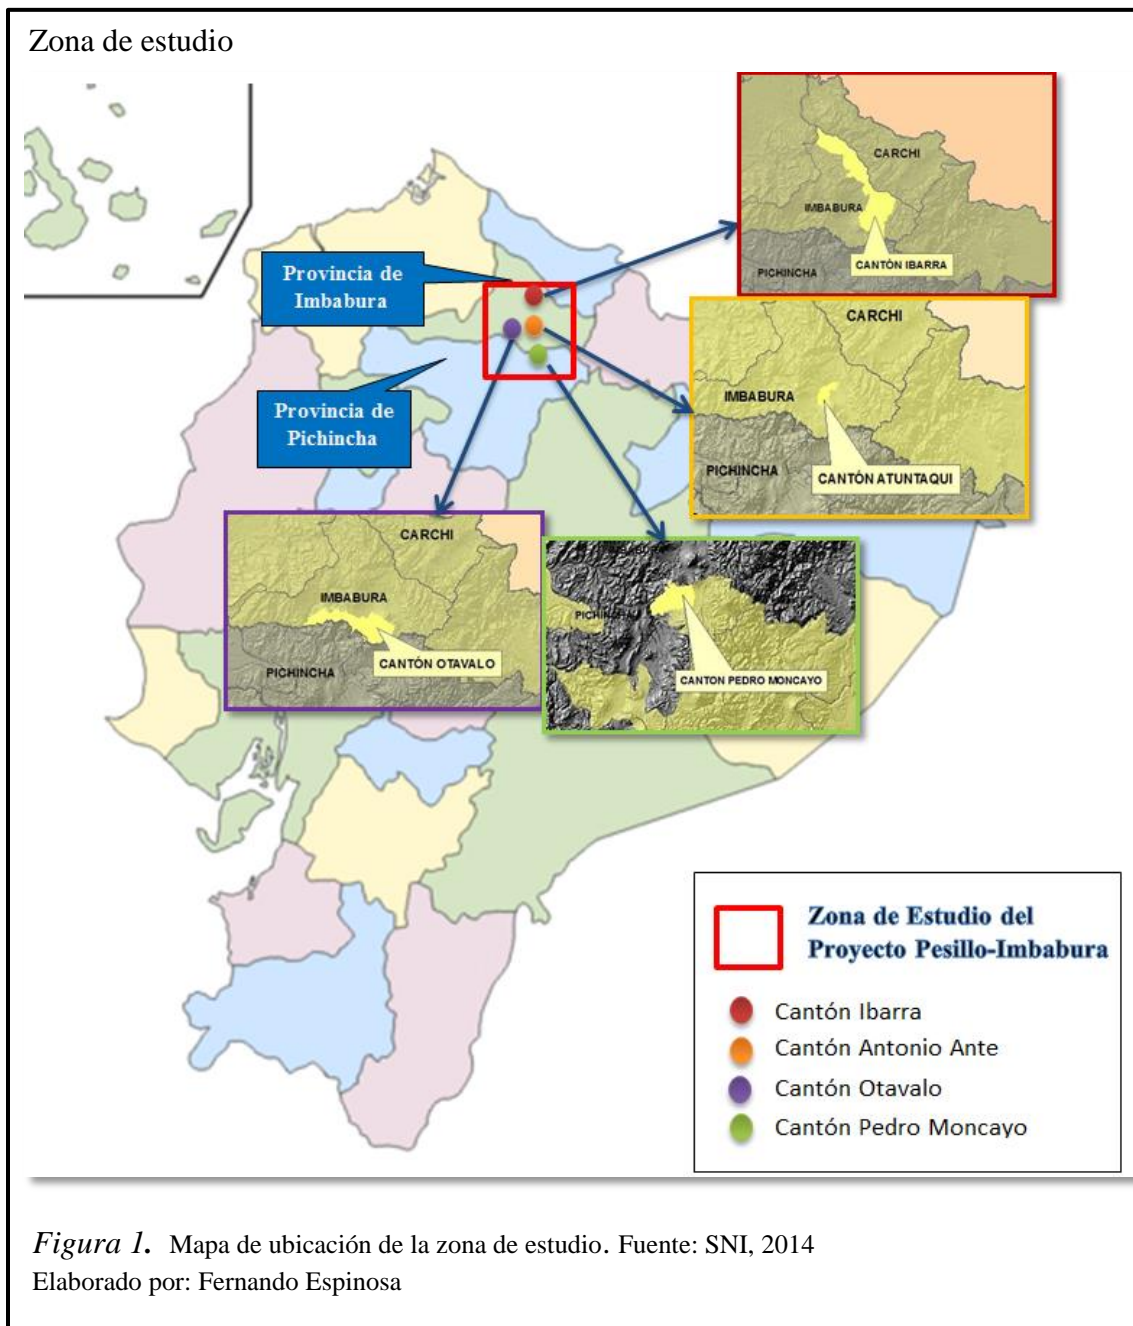 Zona de estudio
CARCHI
IMBABURA
PICHINCHA
CANTÓN IBARRA
Provincia de
Imbabura
CARCHI
IMBABURA
PICHINCHA
CANTÓN ATUNTAQUI
Provincia de
Pichincha
CARCHI
IMBABURA
PICHINCHA
CANTÓN OTAVALO
IMBABURA
PICHINCHA
CANTON PEDRO MONCAYO
Zona de Estudio del
Proyecto Pesillo-Imbabura
Cantón Ibarra
Cantón Antonio Ante
Cantón Otavalo
Cantón Pedro Moncayo
Figura 1. Mapa de ubicación de la zona de estudio. Fuente: SNI, 2014
Elaborado por: Fernando Espinosa